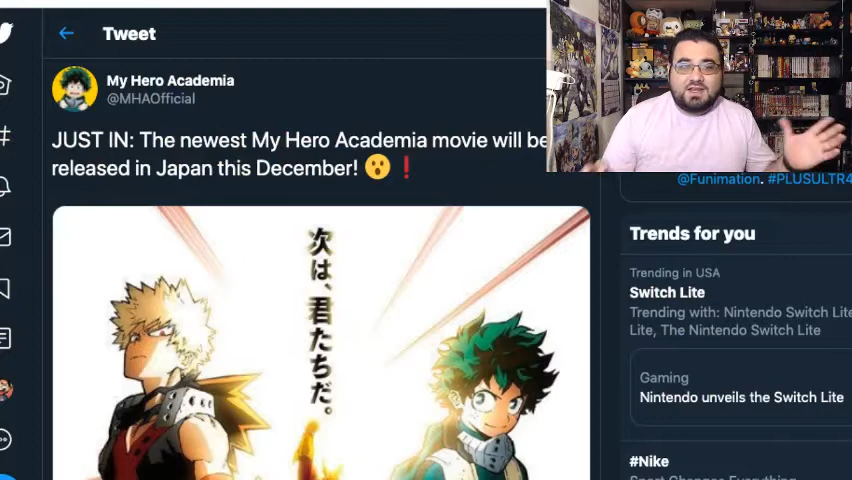 Tweet
My Hero Academia
@MHAOfficial
JUST IN: The newest My Hero Academia movie will be
released in Japan this December! 😮❗
次は、君たちだ。
@Funimation. #PLUSULTR4
Trends for you
Trending in USA
Switch Lite
Trending with: Nintendo Switch Lite
Lite, The Nintendo Switch Lite
Gaming
Nintendo unveils the Switch Lite
#Nike